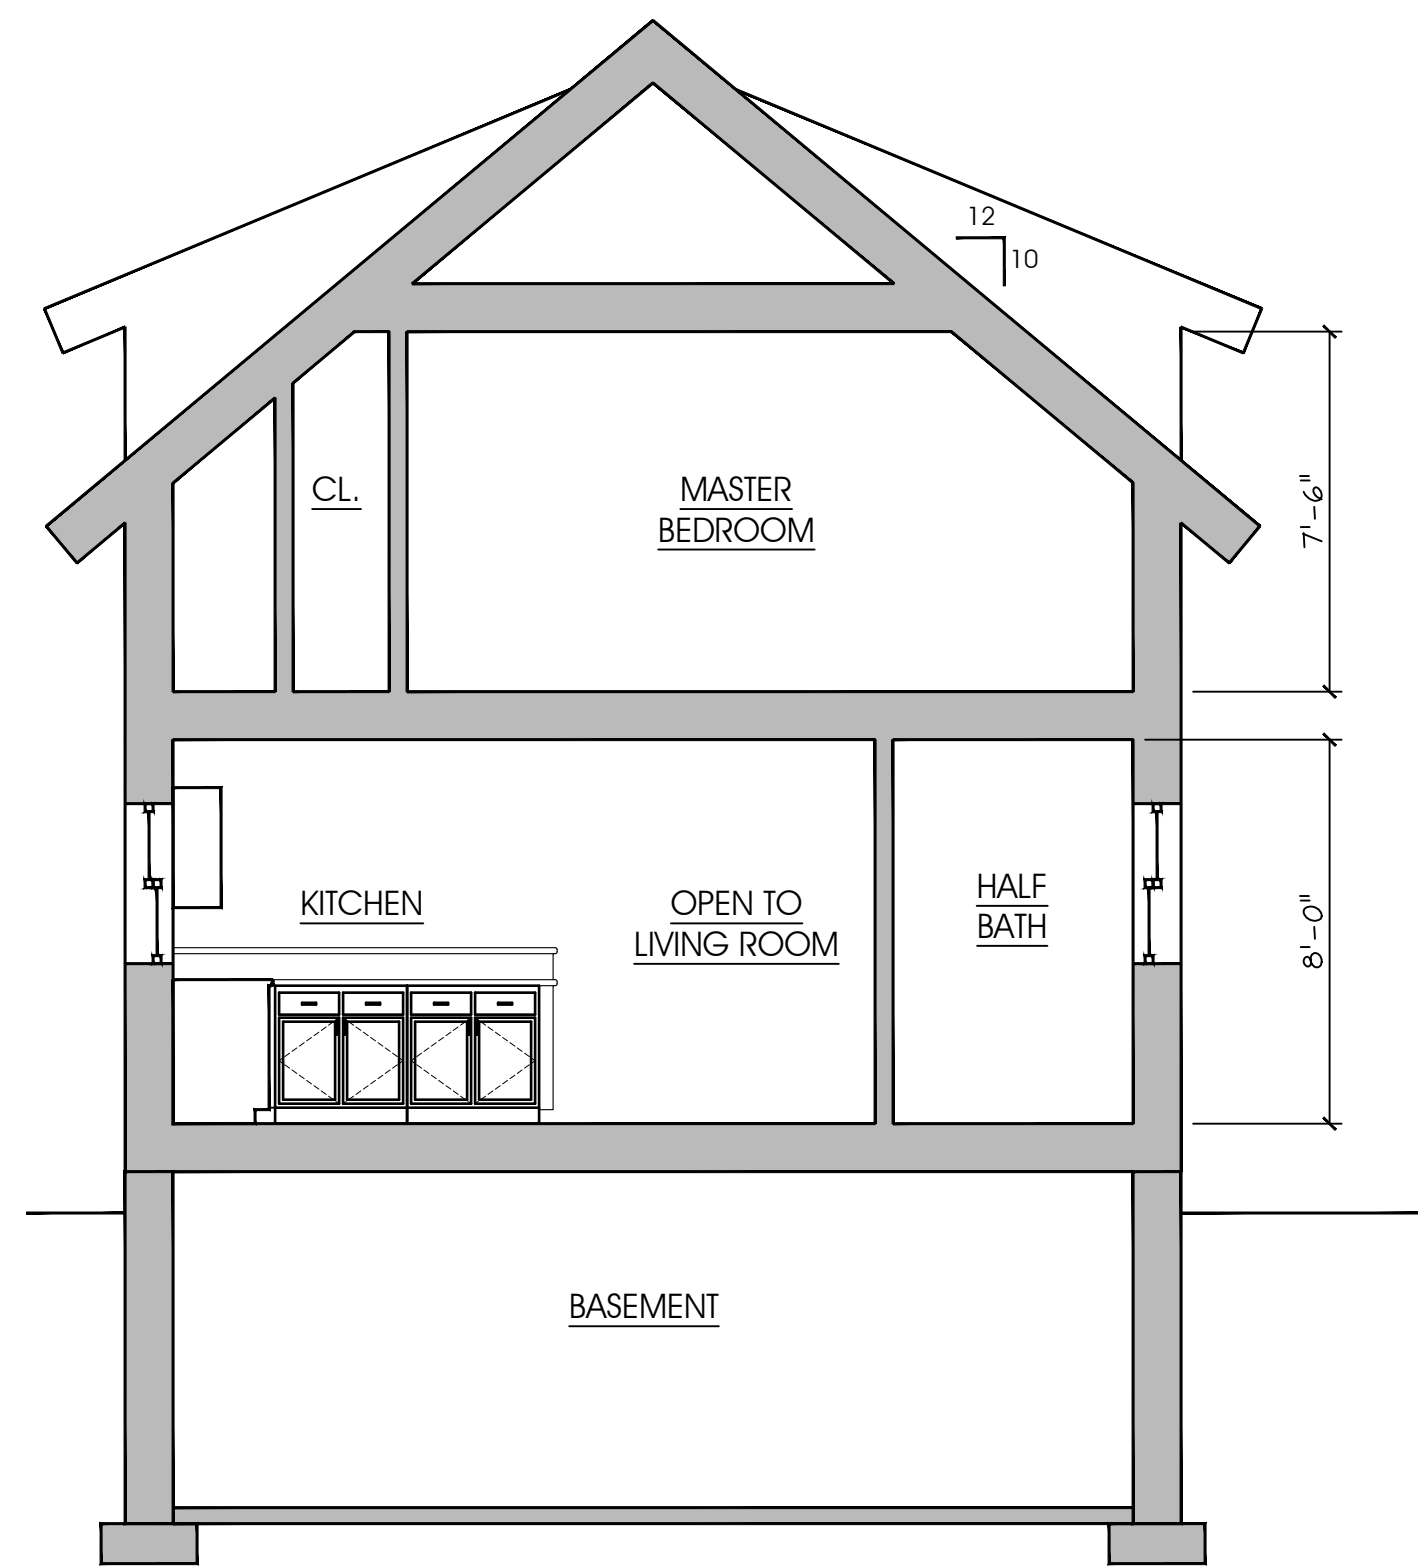 12
10
CL.
MASTER
BEDROOM
7'-6"
KITCHEN
OPEN TO
LIVING ROOM
HALF
BATH
8'-0"
BASEMENT